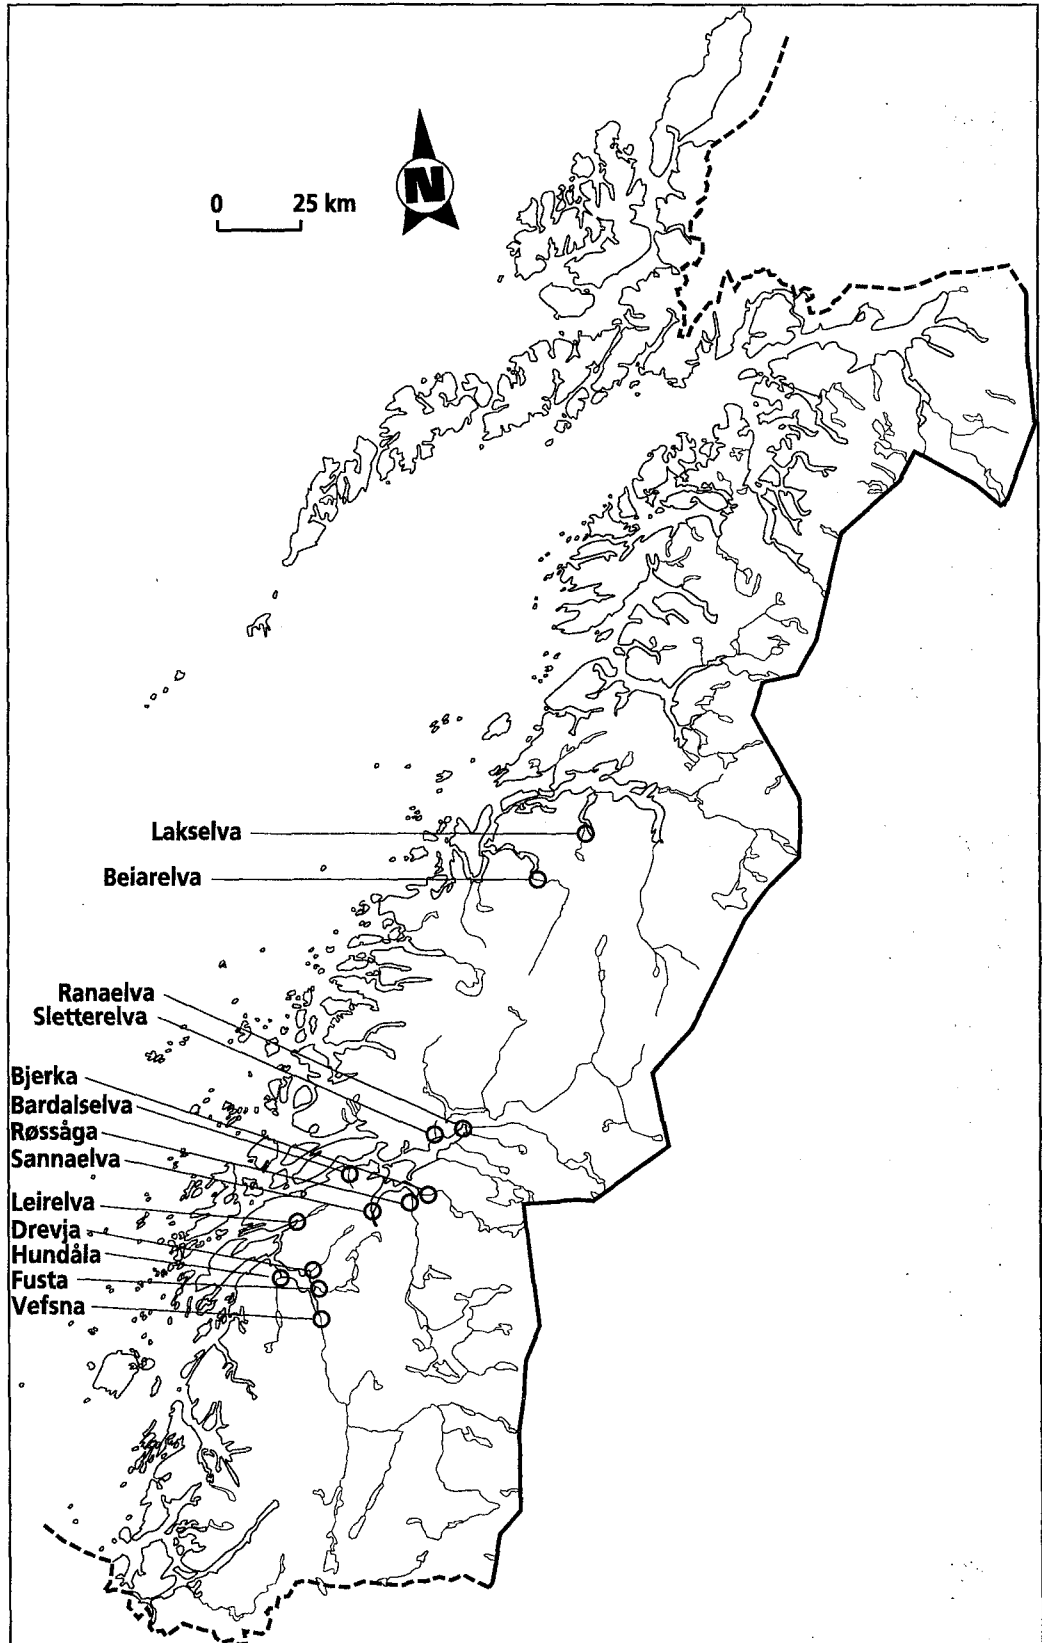 N
0 25 km
Lakselva
Beiarelva
Ranaelva
Sletterelva
Bjerka
Bardalselva
Røssåga
Sannaelva
Leirelva
Drevja
Hundåla
Fusta
Vefsna